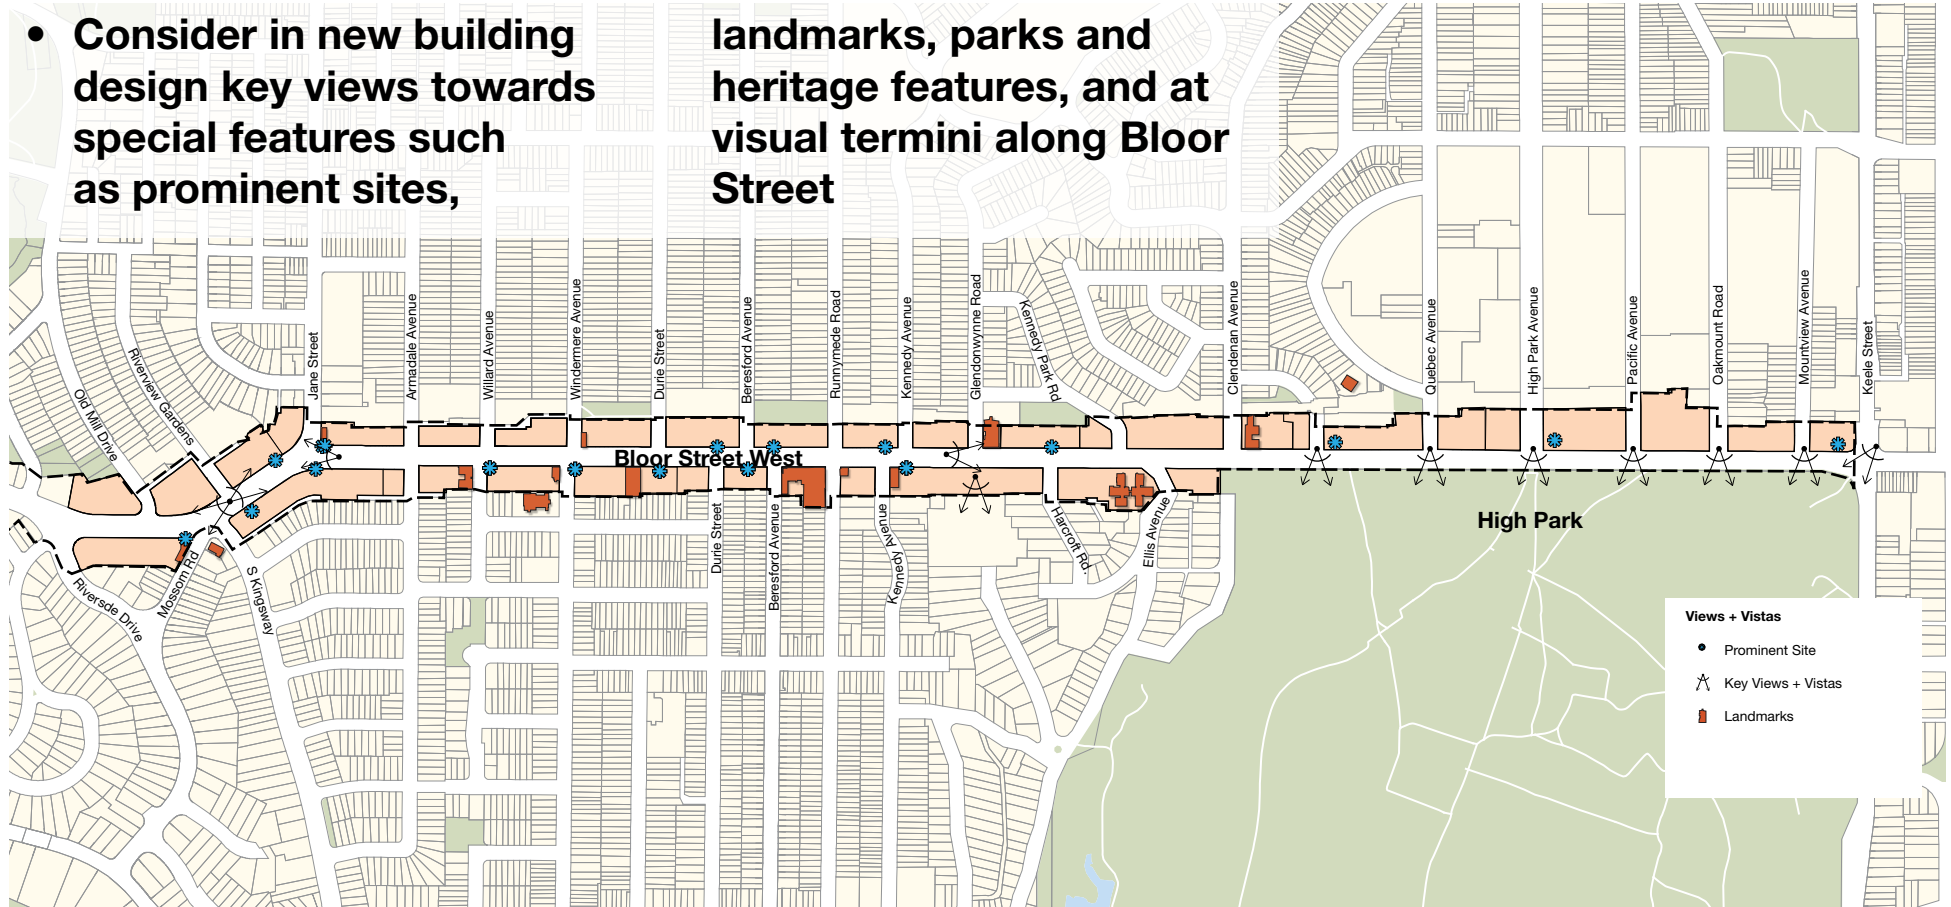 • Consider in new building
design key views towards
special features such
as prominent sites,
landmarks, parks and
heritage features, and at
visual termini along Bloor
Street
Old Mill Drive
Riverview Gardens
Jane Street
Armadale Avenue
Willard Avenue
Windermere Avenue
Durie Street
Beresford Avenue
Runnymede Road
Kennedy Avenue
Glendonwynne Road
Kennedy Park Rd
Clendenan Avenue
Quebec Avenue
High Park Avenue
Pacific Avenue
Oakmount Road
Mountview Avenue
Keele Street
Bloor Street West
Riversde Drive
Mossom Rd
S Kingsway
Durie Street
Beresford Avenue
Kennedy Avenue
Harcroft Rd.
Ellis Avenue
High Park
Views + Vistas
Prominent Site
Key Views + Vistas
Landmarks